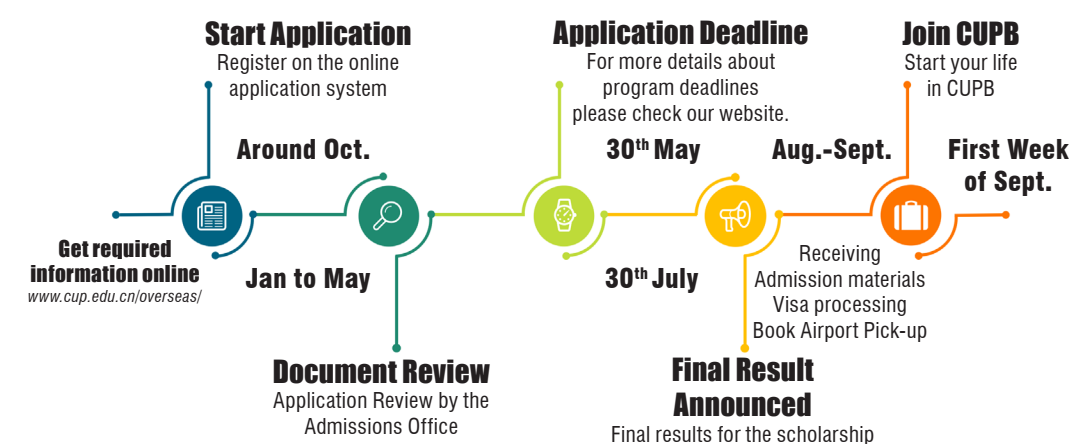 Start Application
Register on the online
application system
Application Deadline
For more details about
program deadlines
please check our website.
Join CUPB
Start your life
in CUPB
Around Oct.
30th May
Aug.-Sept.
First Week
of Sept.
Get required
information online
www.cup.edu.cn/overseas/
Jan to May
30th July
Receiving
Admission materials
Visa processing
Book Airport Pick-up
Document Review
Application Review by the
Admissions Office
Final Result
Announced
Final results for the scholarship